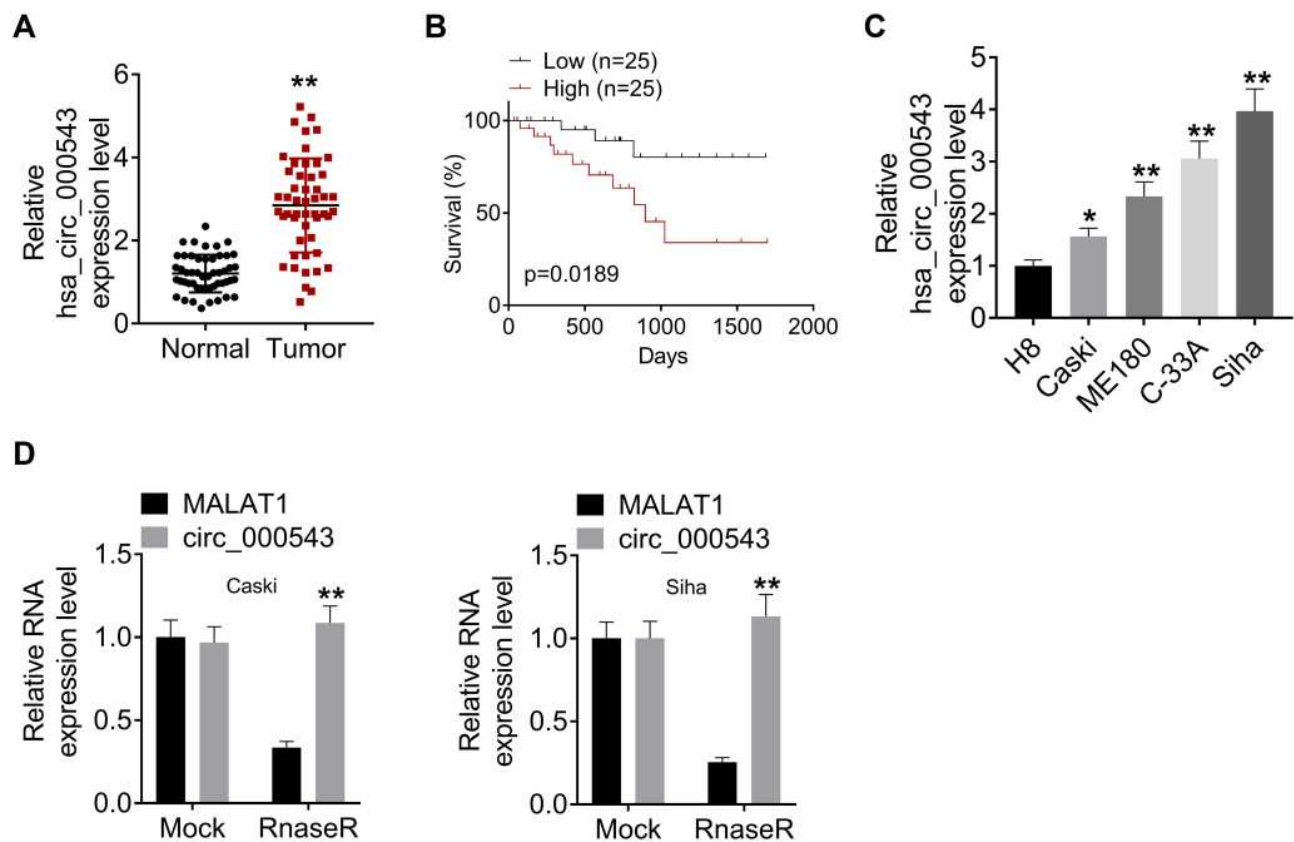 A
Relative
hsa_circ_000543
expression level
6
4
2
0
**
Normal
Tumor
B
Low (n=25)
High (n=25)
Survival (%)
100
50
p=0.0189
0
500
1000
1500
2000
Days
C
Relative
hsa_circ_000543
expression level
5
4
3
2
1
0
*
**
**
**
H8
Caski
ME180
C-33A
Siha
D
MALAT1
circ_000543
Relative RNA
expression level
1.5
1.0
0.5
0.0
Caski
**
Mock
RnaseR
MALAT1
circ_000543
Relative RNA
expression level
1.5
1.0
0.5
0.0
Siha
**
Mock
RnaseR